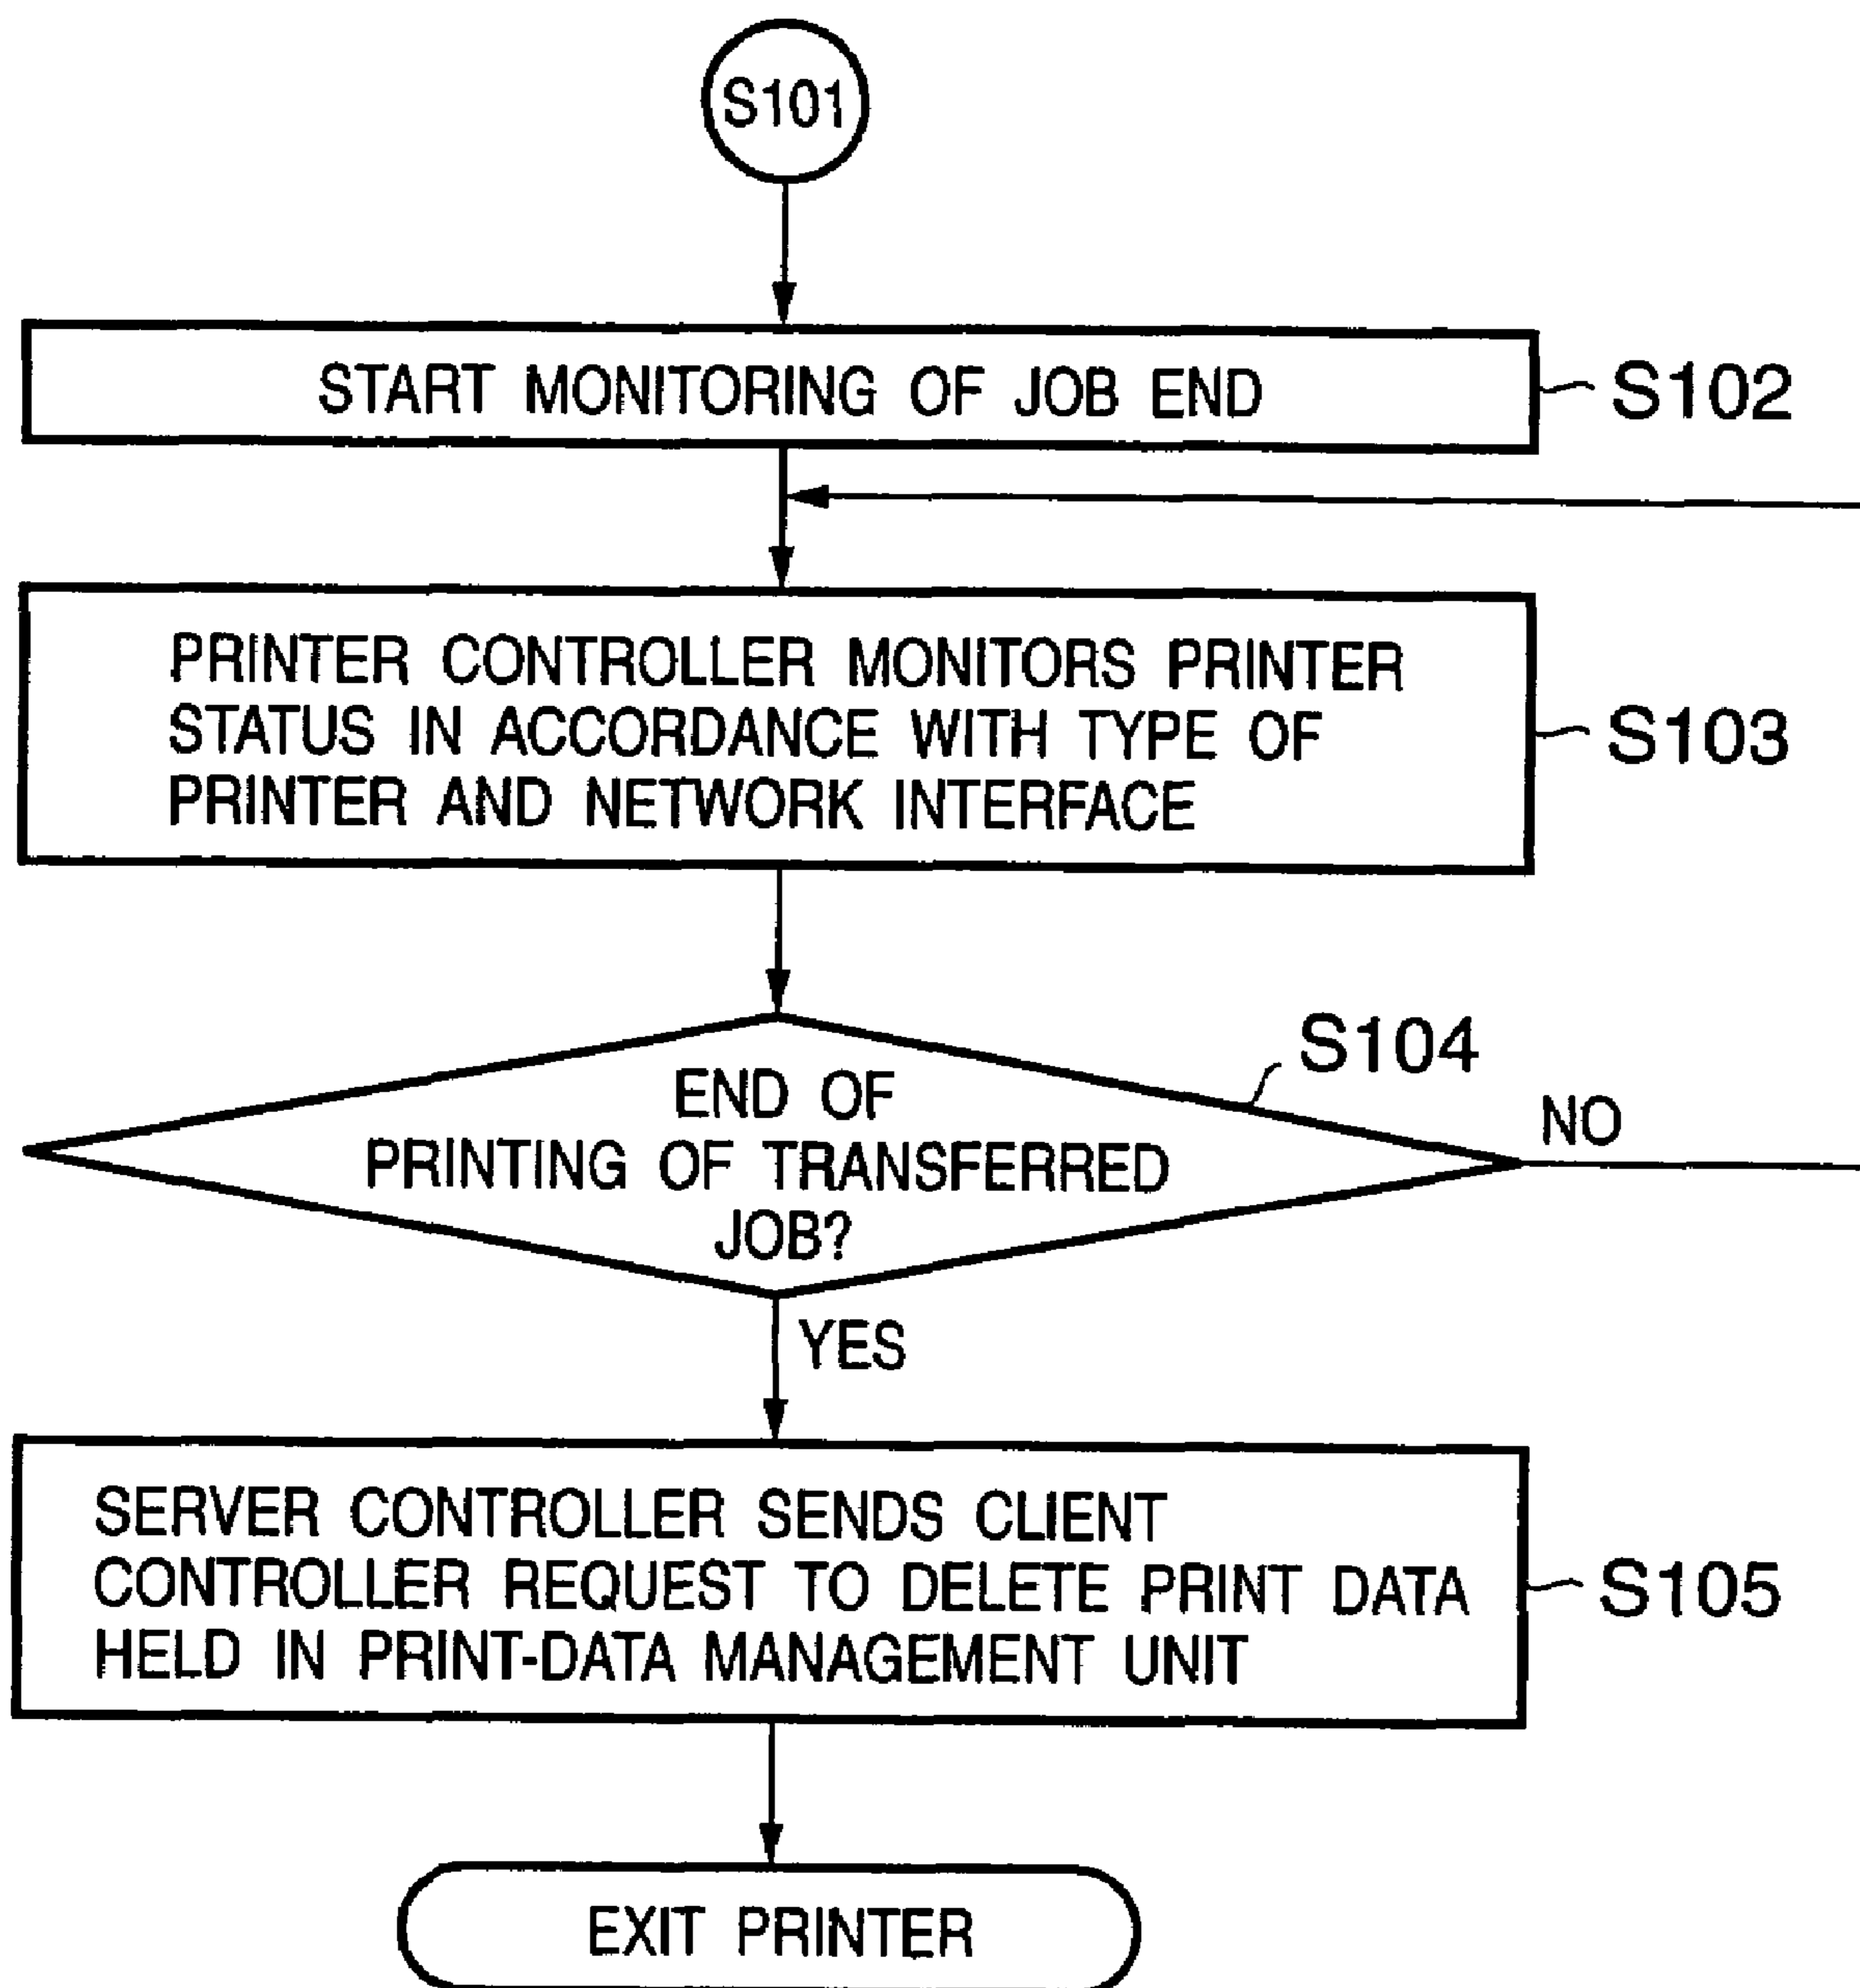 S101
START MONITORING OF JOB END
S102
PRINTER CONTROLLER MONITORS PRINTER
STATUS IN ACCORDANCE WITH TYPE OF
PRINTER AND NETWORK INTERFACE
S103
S104
END OF
PRINTING OF TRANSFERRED
JOB?
NO
YES
SERVER CONTROLLER SENDS CLIENT
CONTROLLER REQUEST TO DELETE PRINT DATA
HELD IN PRINT-DATA MANAGEMENT UNIT
S105
EXIT PRINTER